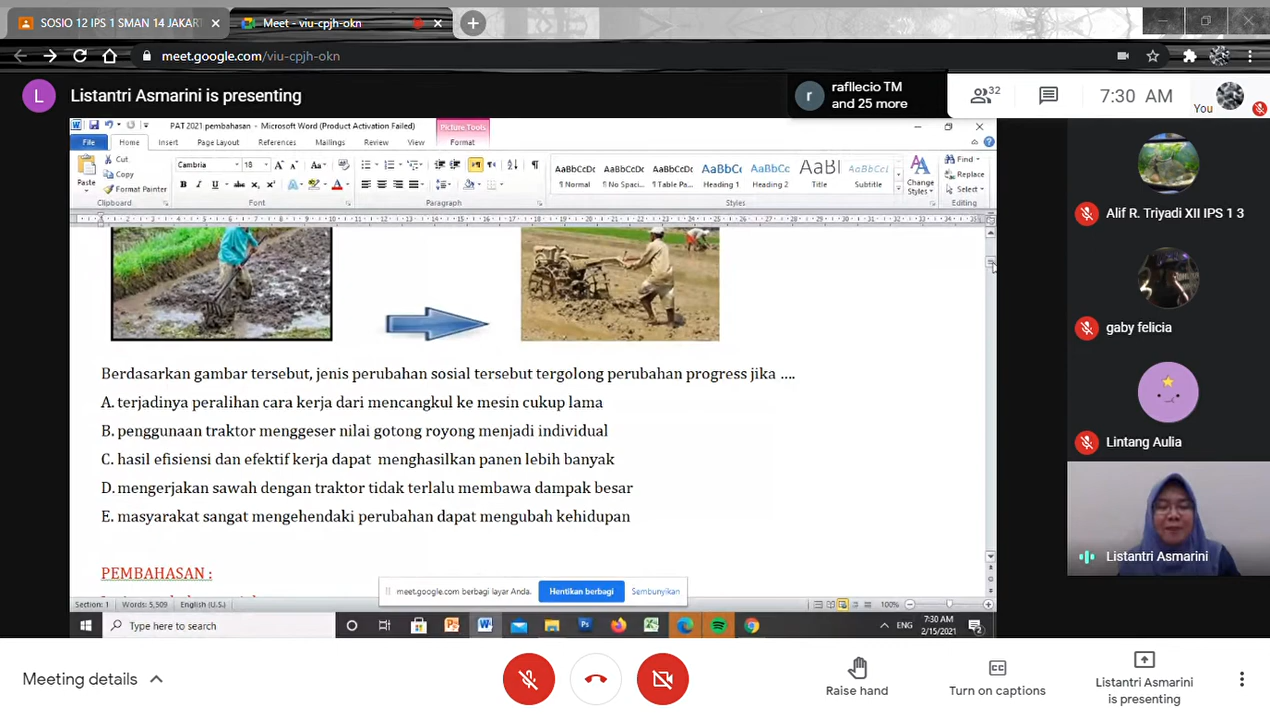 SOSIO 12 IPS 1 SMAN 14 JAKAR
Meet - viu-cpjh-okn
meet.google.com/viu-cpjh-okn
L
Listantri Asmarini is presenting
r
rafllecio TM
and 25 more
32
7:30 AM
You
PAT 2021 pembahasan - Microsoft Word (Product Activation Failed)
Picture Tools
File Home Insert Page Layout References Mailings Review View Format
Paste
Cut
Copy
Format Painter
Cambria 18
AaBbCcDc AaBbCcDc AaBbCcDc AaBbCc AaBbCc AaBl AaBbCcI
¶ Normal ¶ No Spaci... ¶ Table Pa... Heading 1 Heading 2 Title Subtitle
Change
Styles
Find
Replace
Select
Clipboard Font Paragraph Styles Editing
Berdasarkan gambar tersebut, jenis perubahan sosial tersebut tergolong perubahan progress jika ....
A. terjadinya peralihan cara kerja dari mencangkul ke mesin cukup lama
B. penggunaan traktor menggeser nilai gotong royong menjadi individual
C. hasil efisiensi dan efektif kerja dapat menghasilkan panen lebih banyak
D. mengerjakan sawah dengan traktor tidak terlalu membawa dampak besar
E. masyarakat sangat mengehendaki perubahan dapat mengubah kehidupan
PEMBAHASAN :
meet.google.com berbagi layar Anda. Hentikan berbagi Sembunyikan
Section: 1 Words: 5,509 English (U.S.) 100%
Type here to search
ENG
7:30 AM
2/15/2021
2
Alif R. Triyadi XII IPS 1 3
gaby felicia
Lintang Aulia
Listantri Asmarini
Meeting details
Raise hand
Turn on captions
Listantri Asmarini
is presenting